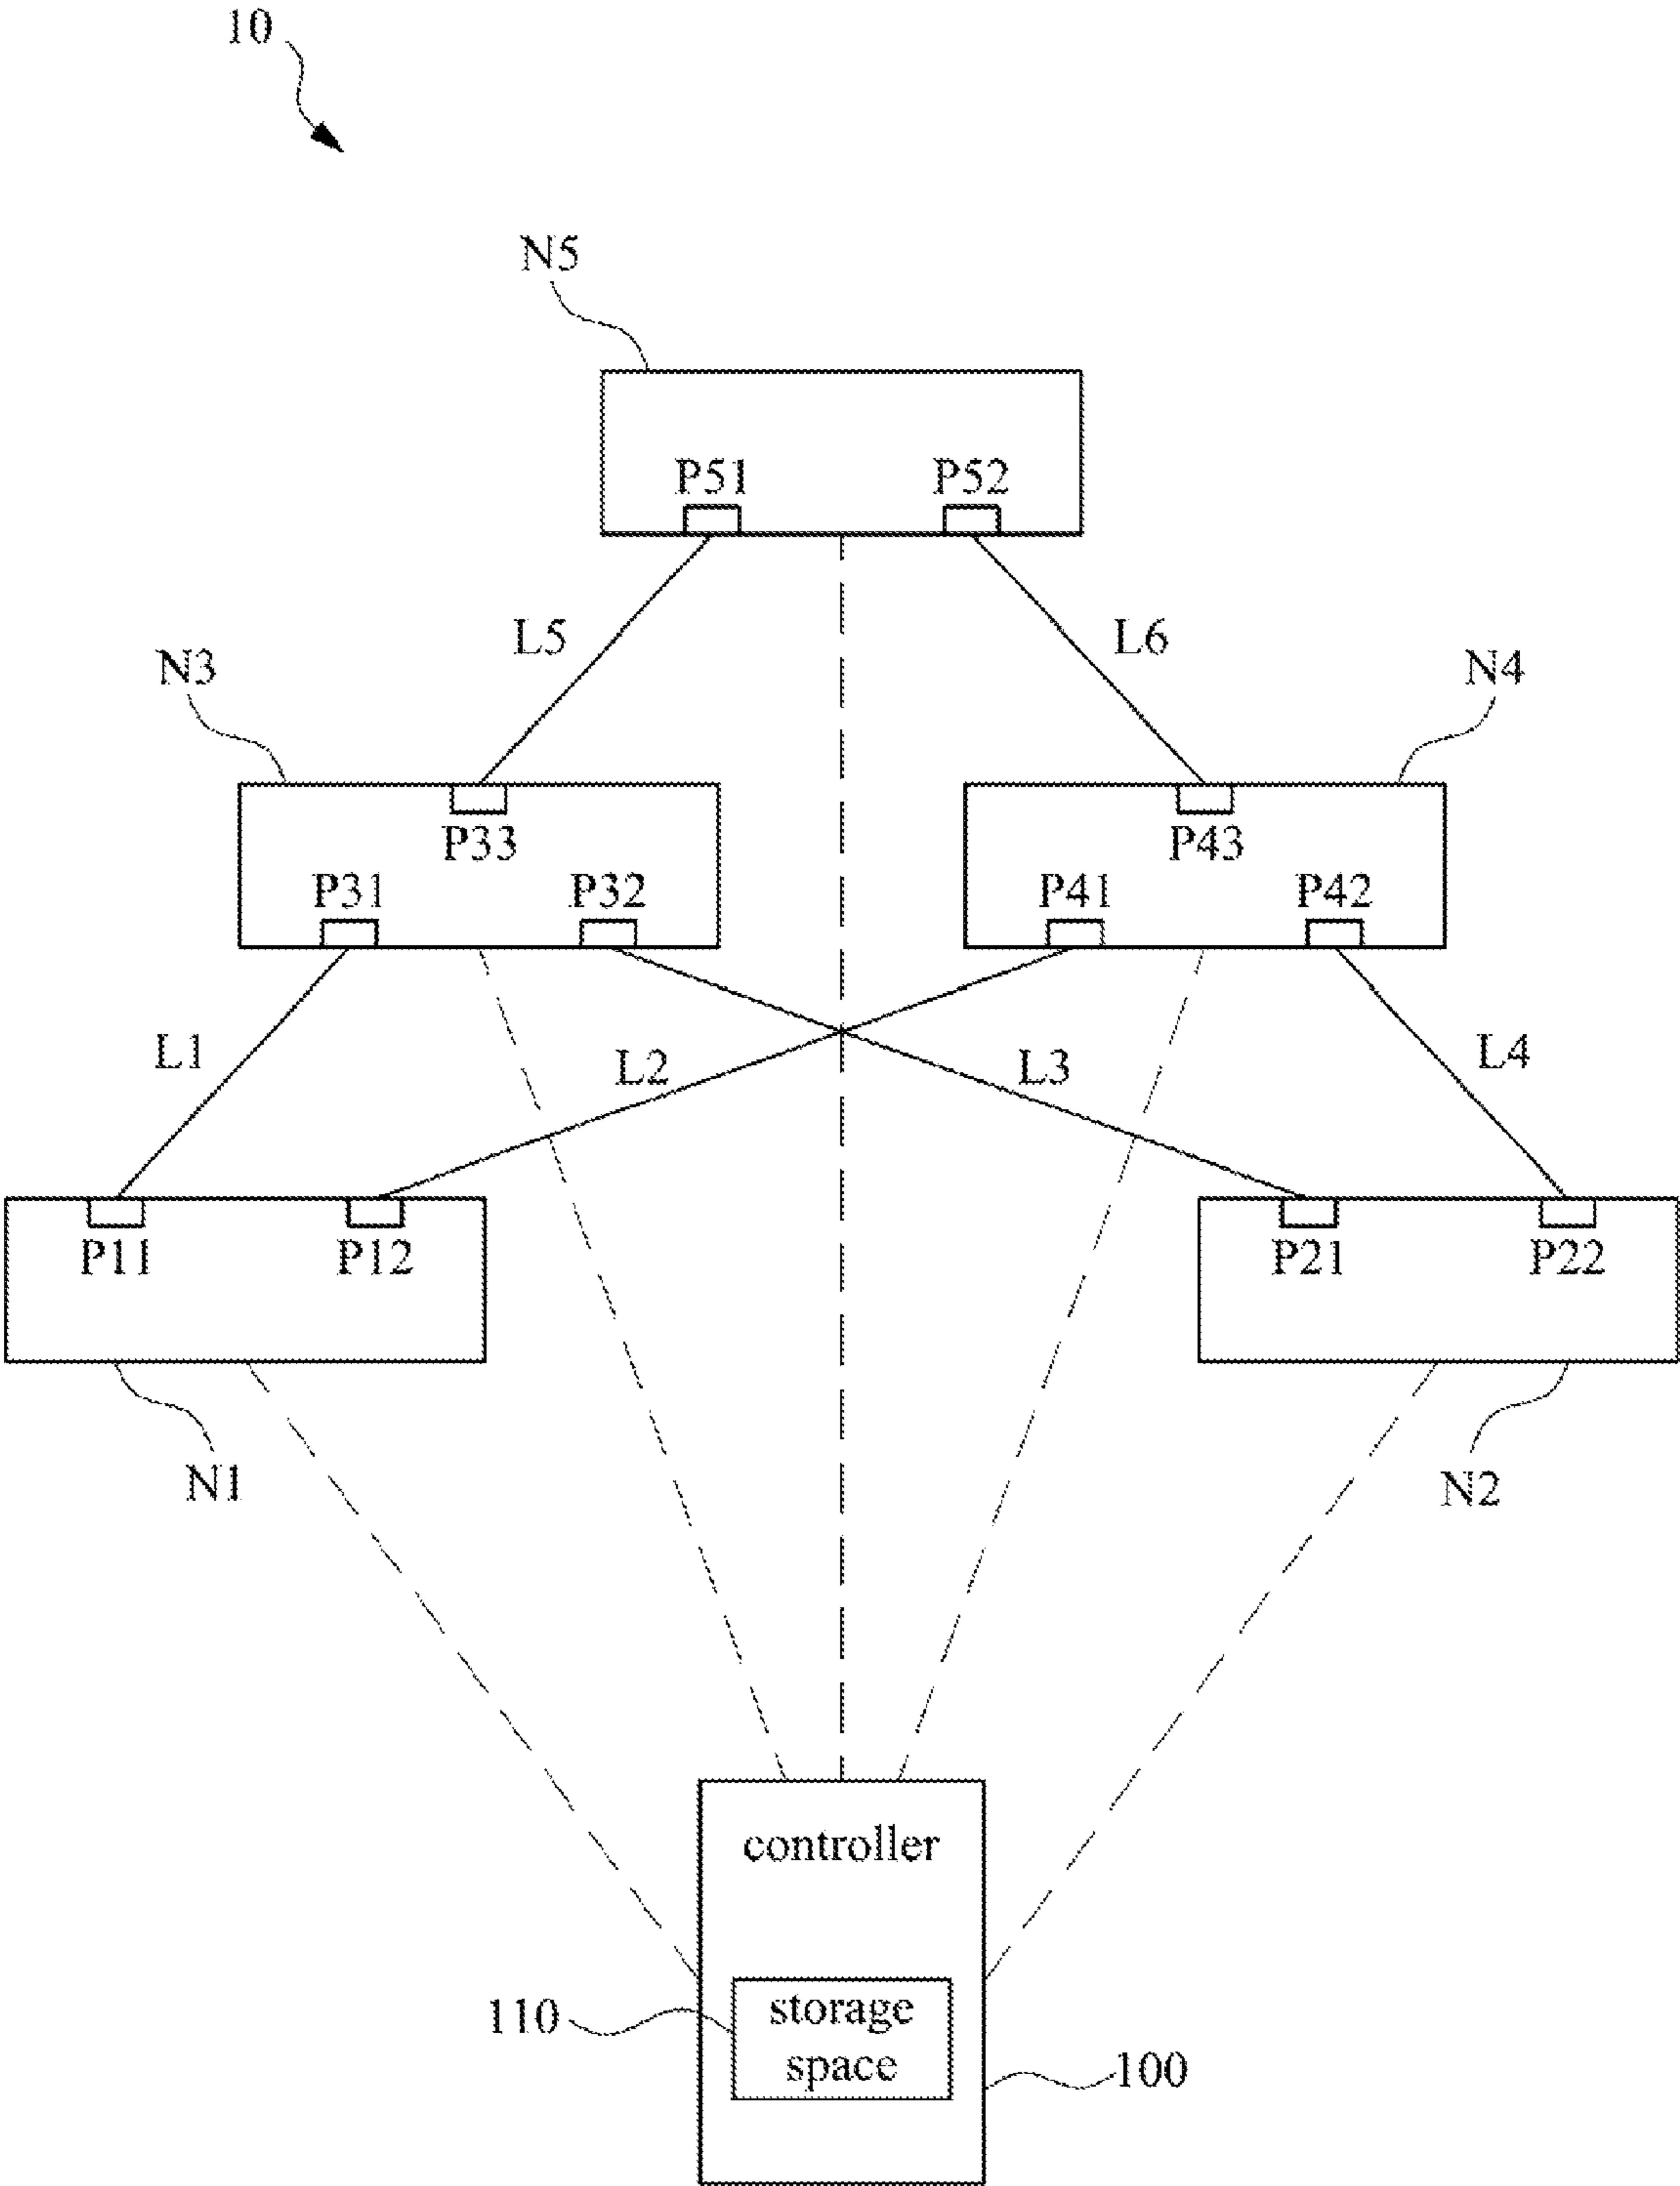 10
N5
P51 P52
L5 L6
N3 N4
P33 P43
P31 P32 P41 P42
L1 L2 L3 L4
P11 P12 P21 P22
N1 N2
controller
110 storage
space 100